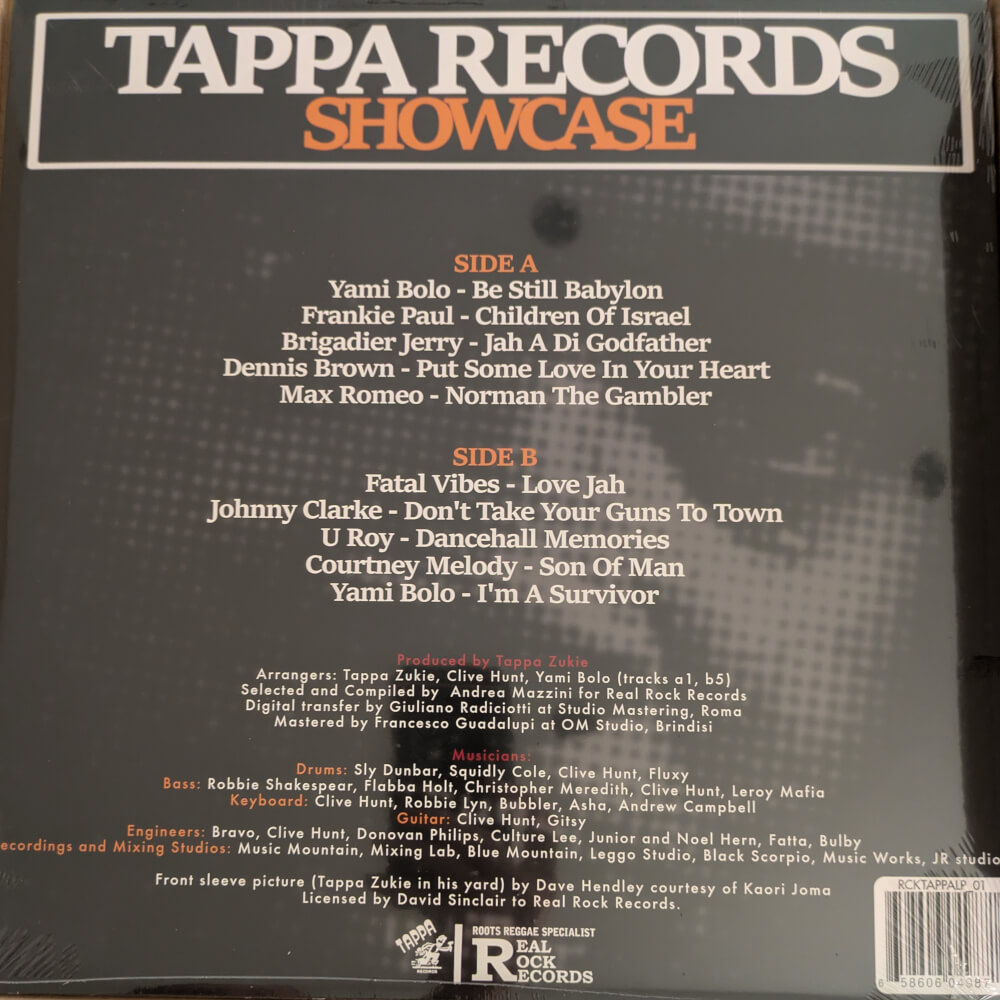 TAPPA RECORDS
SHOWCASE
SIDE A
Yami Bolo - Be Still Babylon
Frankie Paul - Children Of Israel
Brigadier Jerry - Jah A Di Godfather
Dennis Brown - Put Some Love In Your Heart
Max Romeo - Norman The Gambler
SIDE B
Fatal Vibes - Love Jah
Johnny Clarke - Don't Take Your Guns To Town
U Roy - Dancehall Memories
Courtney Melody - Son Of Man
Yami Bolo - I'm A Survivor
Produced by Tappa Zukie
Arrangers: Tappa Zukie, Clive Hunt, Yami Bolo (tracks a1, b5)
Selected and Compiled by Andrea Mazzini for Real Rock Records
Digital transfer by Giuliano Radiciotti at Studio Mastering, Roma
Mastered by Francesco Guadalupi at OM Studio, Brindisi
Musicians:
Drums: Sly Dunbar, Squidly Cole, Clive Hunt, Fluxy
Bass: Robbie Shakespear, Flabba Holt, Christopher Meredith, Clive Hunt, Leroy Mafia
Keyboard: Clive Hunt, Robbie Lyn, Bubbler, Asha, Andrew Campbell
Guitar: Clive Hunt, Gitsy
Engineers: Bravo, Clive Hunt, Donovan Philips, Culture Lee, Junior and Noel Hern, Fatta, Bulby
ecordings and Mixing Studios: Music Mountain, Mixing Lab, Blue Mountain, Leggo Studio, Black Scorpio, Music Works, JR studio
Front sleeve picture (Tappa Zukie in his yard) by Dave Hendley courtesy of Kaori Joma
Licensed by David Sinclair to Real Rock Records.
TAPPA
RECORDS
ROOTS REGGAE SPECIALIST
REAL
ROCK
RECORDS
RCKTAPPALP 01